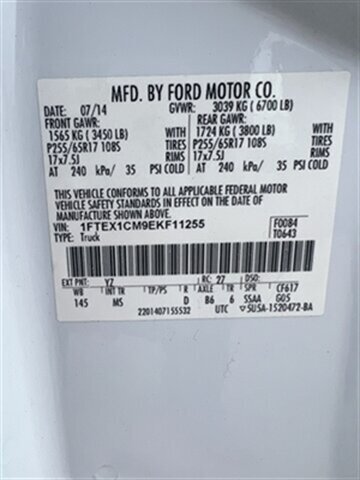 MFD. BY FORD MOTOR CO.
DATE: 07/14 GVWR: 3039 KG ( 6700 LB)
FRONT GAWR: REAR GAWR:
1565 KG ( 3450 LB) WITH 1724 KG ( 3800 LB) WITH
P255/65R17 108S TIRES P255/65R17 108S TIRES
17x7.5J RIMS 17x7.5J RIMS
AT 240 kPa/ 35 PSI COLD AT 240 kPa/ 35 PSI COLD
THIS VEHICLE CONFORMS TO ALL APPLICABLE FEDERAL MOTOR
VEHICLE SAFETY STANDARDS IN EFFECT ON THE DATE OF
MANUFACTURE SHOWN ABOVE.
VIN: 1FTEX1CM9EKF11255 F0084
TYPE: Truck T0643
EXT PNT: YZ RC: 27 DSO:
WB INT TR TP/PS R AXLE TR SPR CF617
145 MS D B6 6 SSAA G05
2201407155532 UTC ▽5U5A-1520472-BA